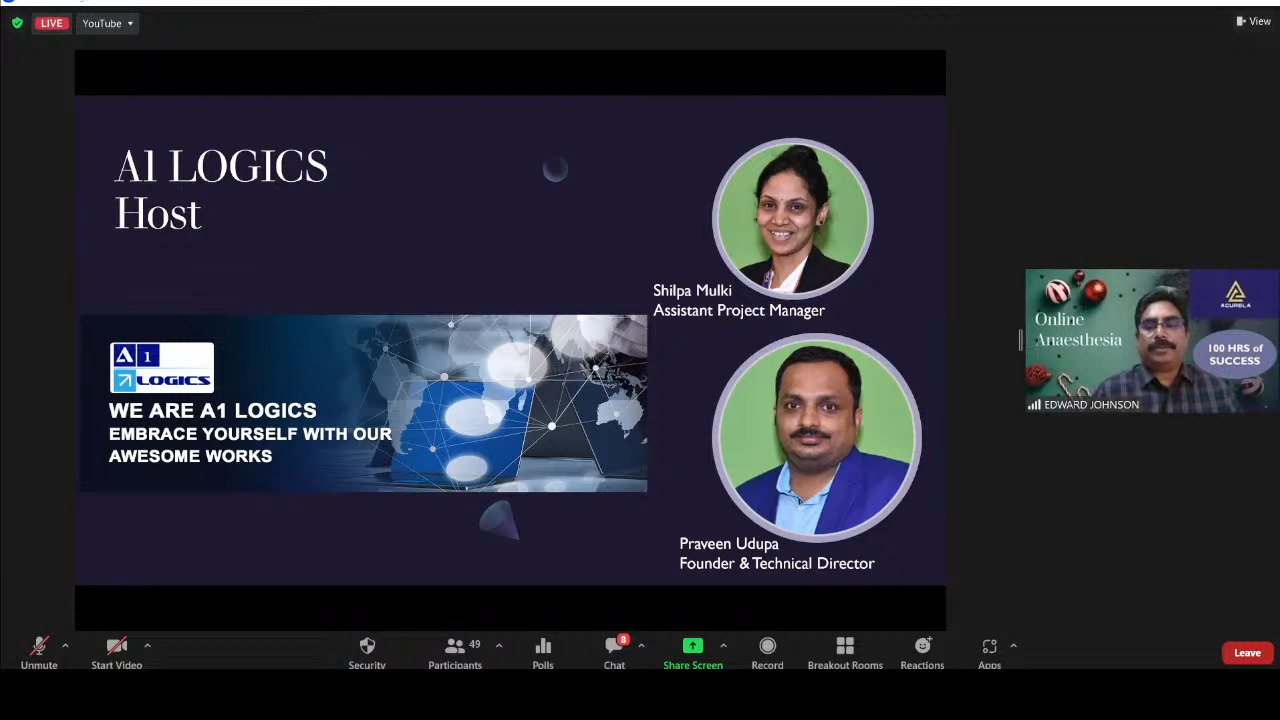 LIVE
YouTube
View
A1 LOGICS
Host
Shilpa Mulki
Assistant Project Manager
A1
LOGICS
WE ARE A1 LOGICS
EMBRACE YOURSELF WITH OUR
AWESOME WORKS
Praveen Udupa
Founder & Technical Director
Online
Anaesthesia
ACURELA
100 HRS of
SUCCESS
EDWARD JOHNSON
Unmute
Start Video
Security
49
Participants
Polls
8
Chat
Share Screen
Record
Breakout Rooms
Reactions
Apps
Leave